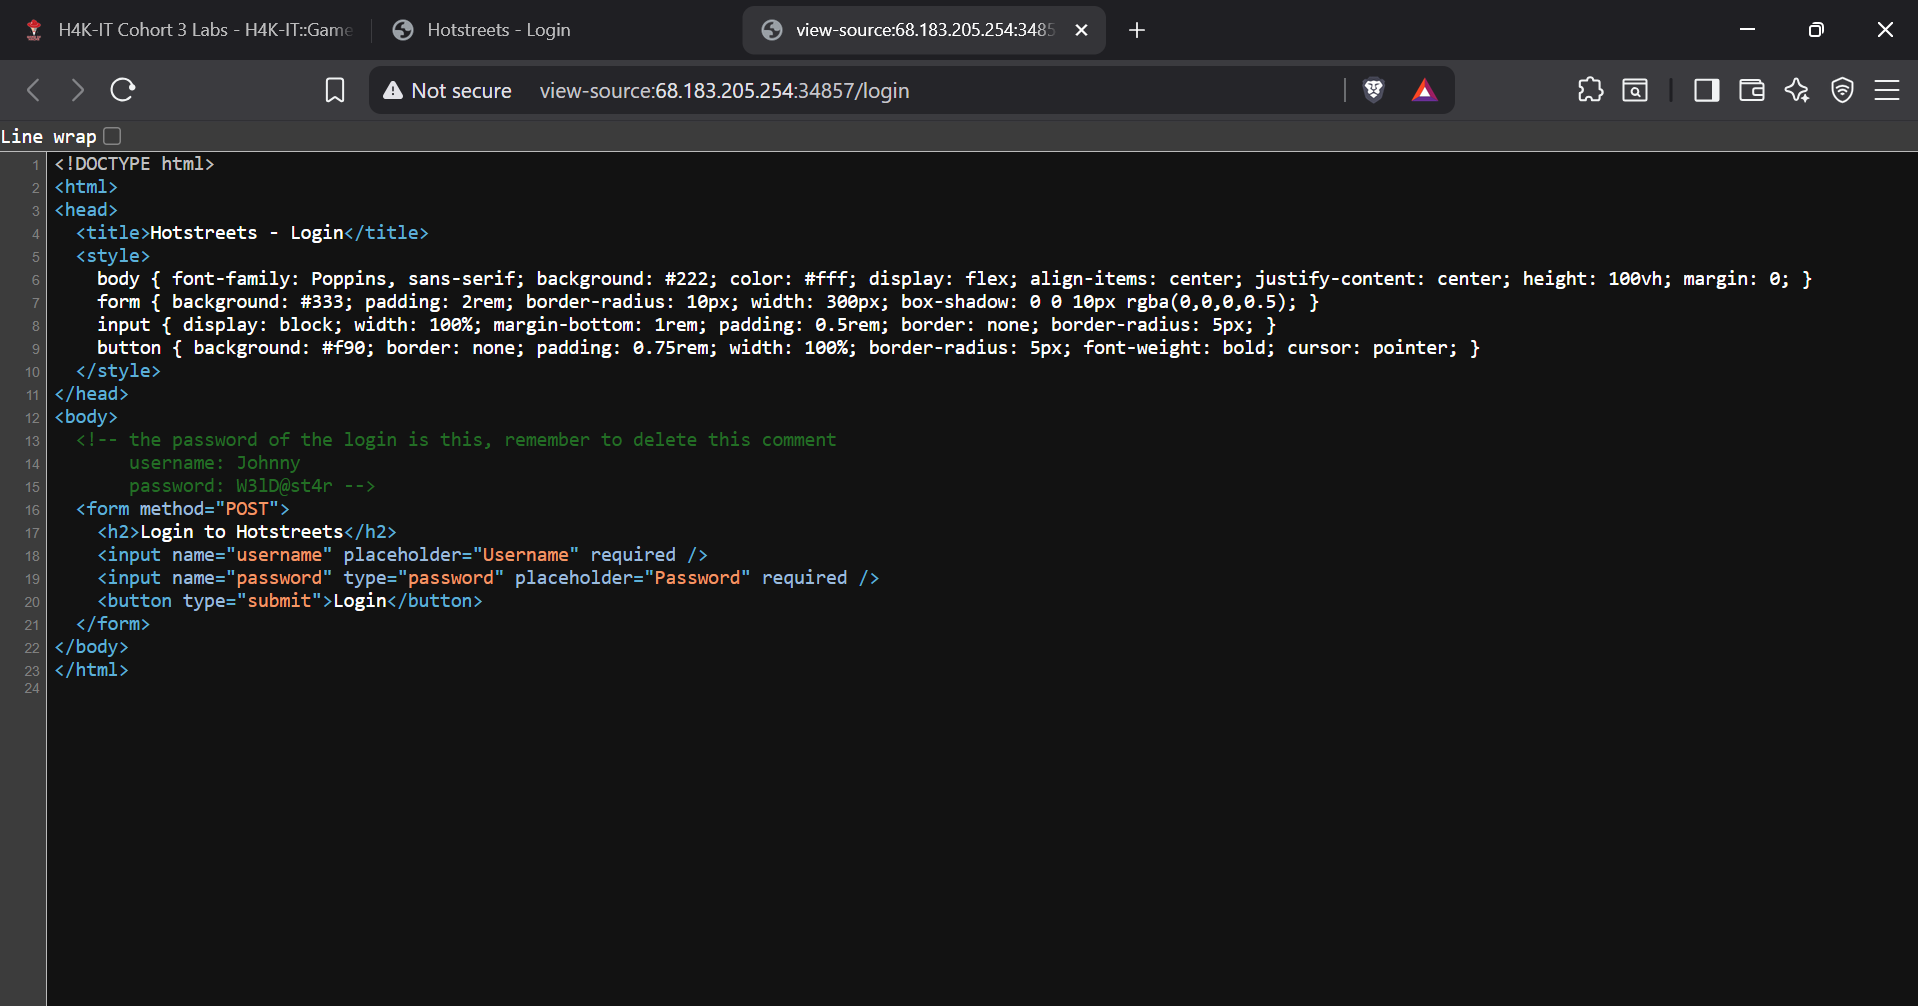 H4K-IT Cohort 3 Labs - H4K-IT::Game
Hotstreets - Login
view-source:68.183.205.254:3485
Not secure
view-source:68.183.205.254:34857/login
Line wrap
1 <!DOCTYPE html>
2 <html>
3 <head>
4   <title>Hotstreets - Login</title>
5   <style>
6     body { font-family: Poppins, sans-serif; background: #222; color: #fff; display: flex; align-items: center; justify-content: center; height: 100vh; margin: 0; }
7     form { background: #333; padding: 2rem; border-radius: 10px; width: 300px; box-shadow: 0 0 10px rgba(0,0,0,0.5); }
8     input { display: block; width: 100%; margin-bottom: 1rem; padding: 0.5rem; border: none; border-radius: 5px; }
9     button { background: #f90; border: none; padding: 0.75rem; width: 100%; border-radius: 5px; font-weight: bold; cursor: pointer; }
10   </style>
11 </head>
12 <body>
13   <!-- the password of the login is this, remember to delete this comment
14        username: Johnny
15        password: W3lD@st4r -->
16   <form method="POST">
17     <h2>Login to Hotstreets</h2>
18     <input name="username" placeholder="Username" required />
19     <input name="password" type="password" placeholder="Password" required />
20     <button type="submit">Login</button>
21   </form>
22 </body>
23 </html>
24